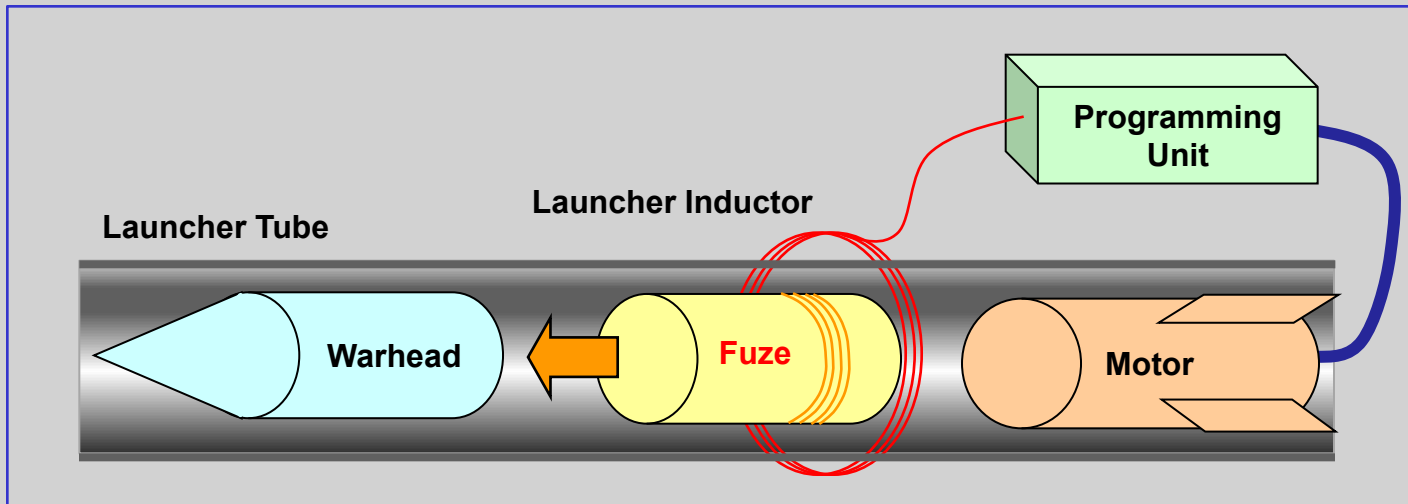 Programming
Unit
Launcher Inductor
Launcher Tube
Warhead
Fuze
Motor